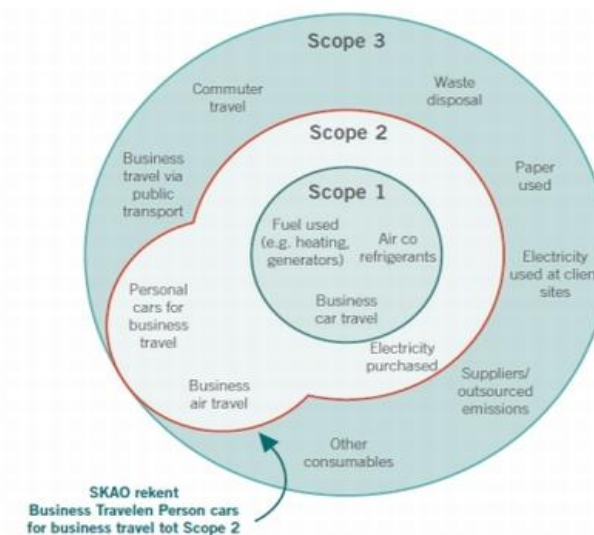 Scope 3
Commuter
travel
Waste
disposal
Scope 2
Business
travel via
public
transport
Paper
used
Scope 1
Fuel used
(e.g. heating,
generators)
Air co
refrigerants
Electricity
used at client
sites
Personal
cars for
business
travel
Business
car travel
Electricity
purchased
Business
air travel
Suppliers/
outsourced
emissions
Other
consumables
SKAO rekent
Business Travelen Person cars
for business travel tot Scope 2